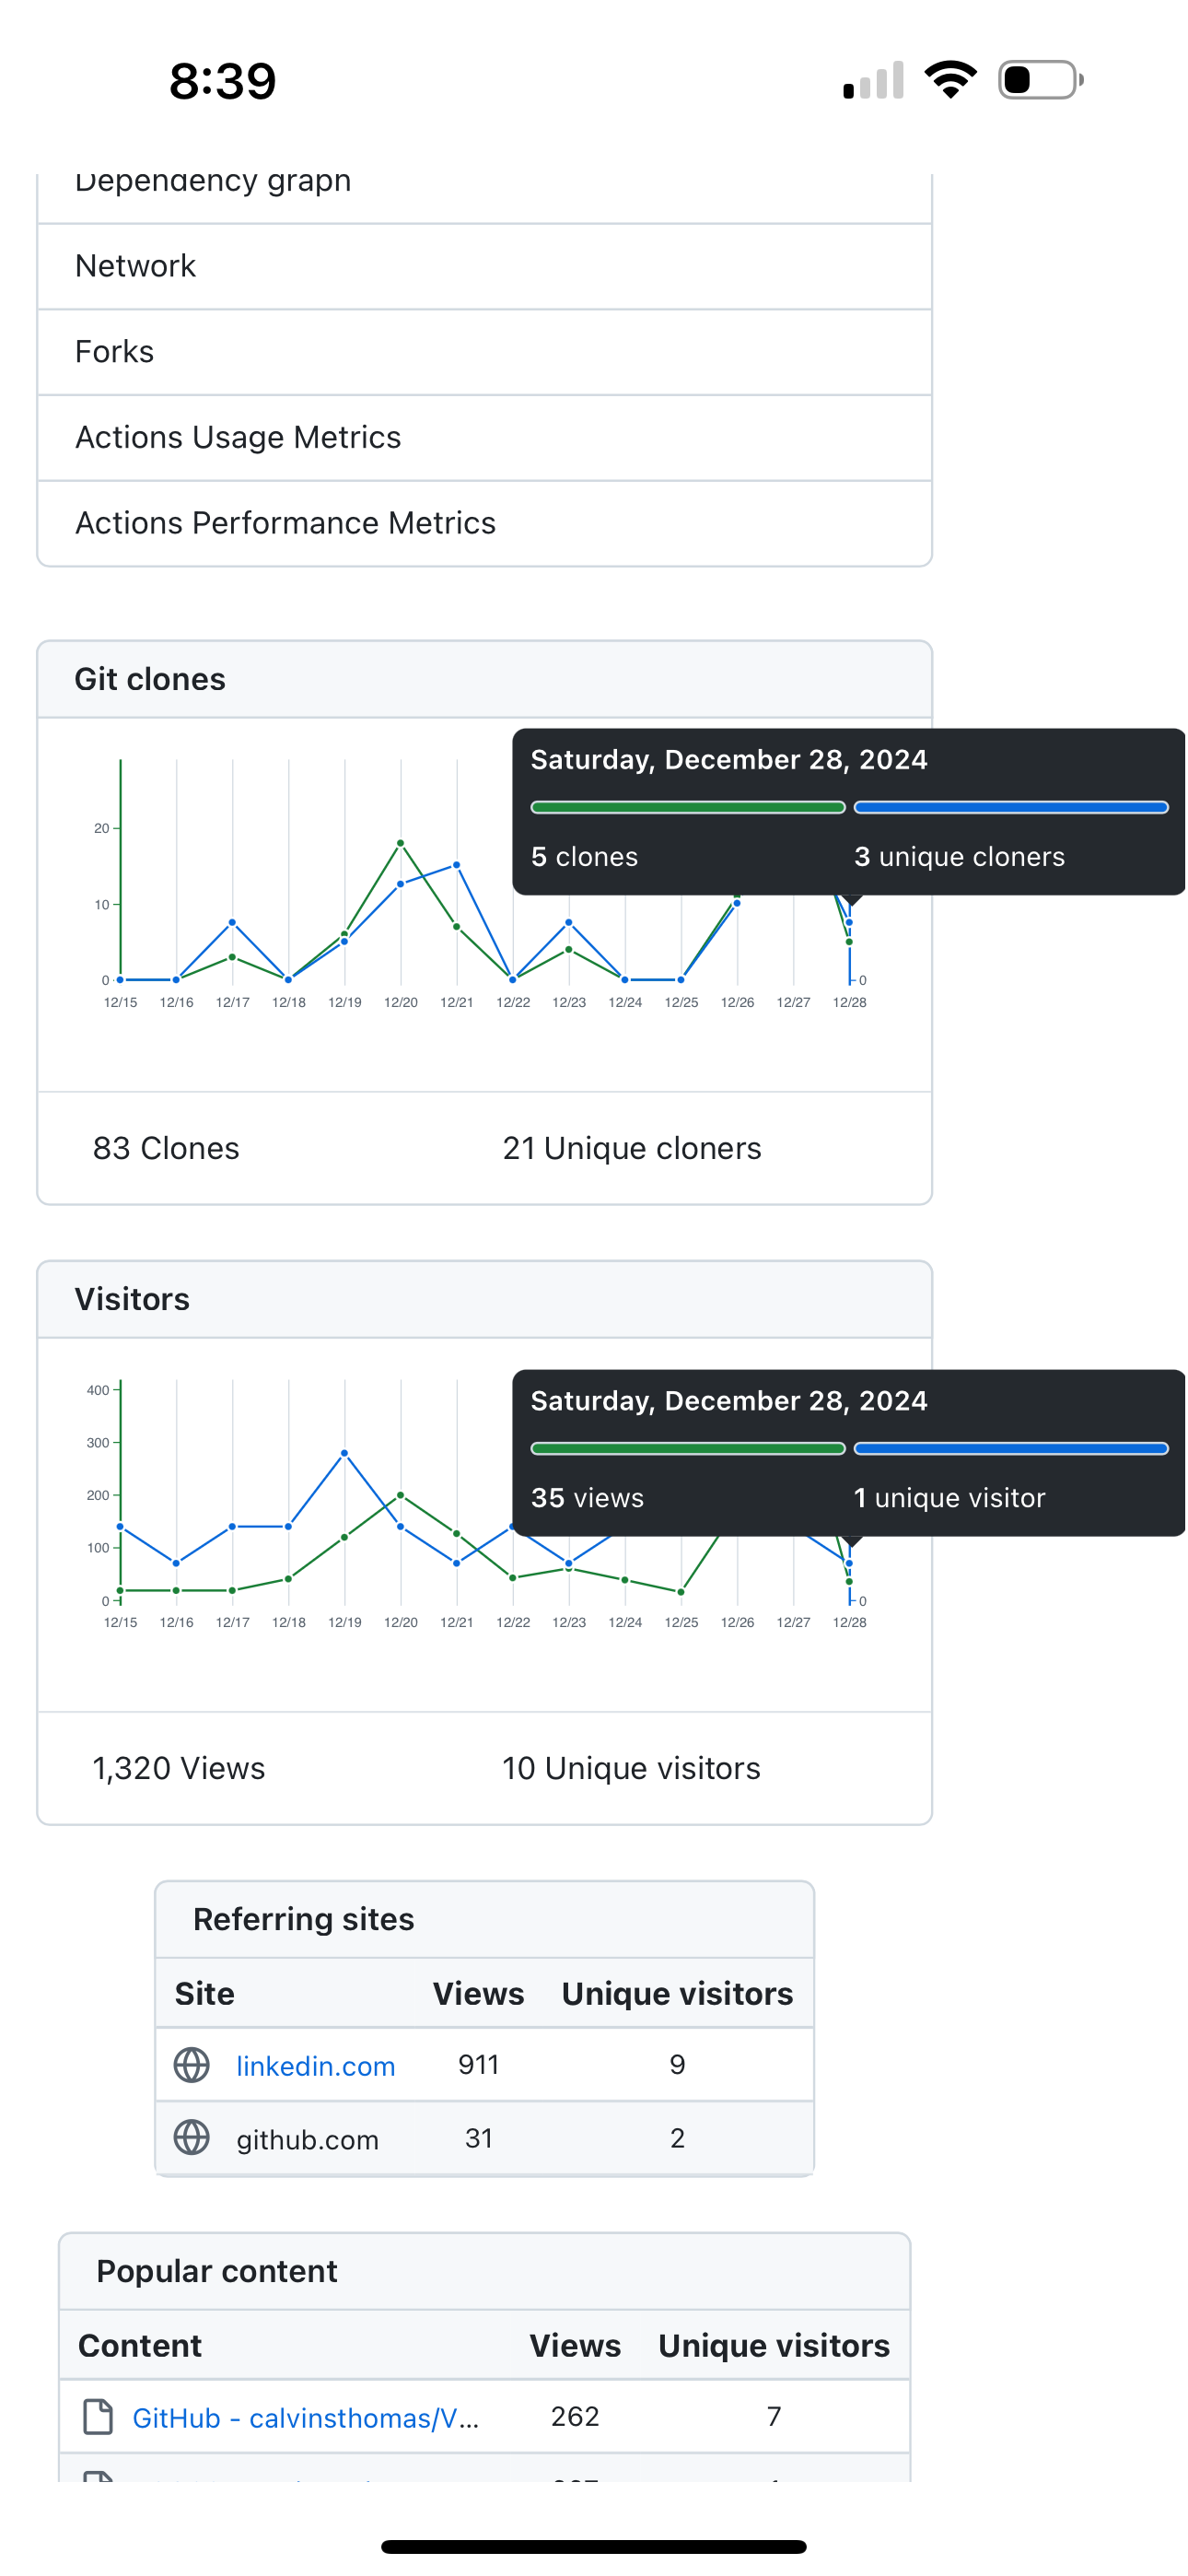 8:39
Dependency graph
Network
Forks
Actions Usage Metrics
Actions Performance Metrics
Git clones
Saturday, December 28, 2024
5 clones 3 unique cloners
20
10
0 0
12/15 12/16 12/17 12/18 12/19 12/20 12/21 12/22 12/23 12/24 12/25 12/26 12/27 12/28
83 Clones 21 Unique cloners
Visitors
Saturday, December 28, 2024
35 views 1 unique visitor
400
300
200
100
0 0
12/15 12/16 12/17 12/18 12/19 12/20 12/21 12/22 12/23 12/24 12/25 12/26 12/27 12/28
1,320 Views 10 Unique visitors
Referring sites
Site Views Unique visitors
linkedin.com 911 9
github.com 31 2
Popular content
Content Views Unique visitors
GitHub - calvinsthomas/V... 262 7